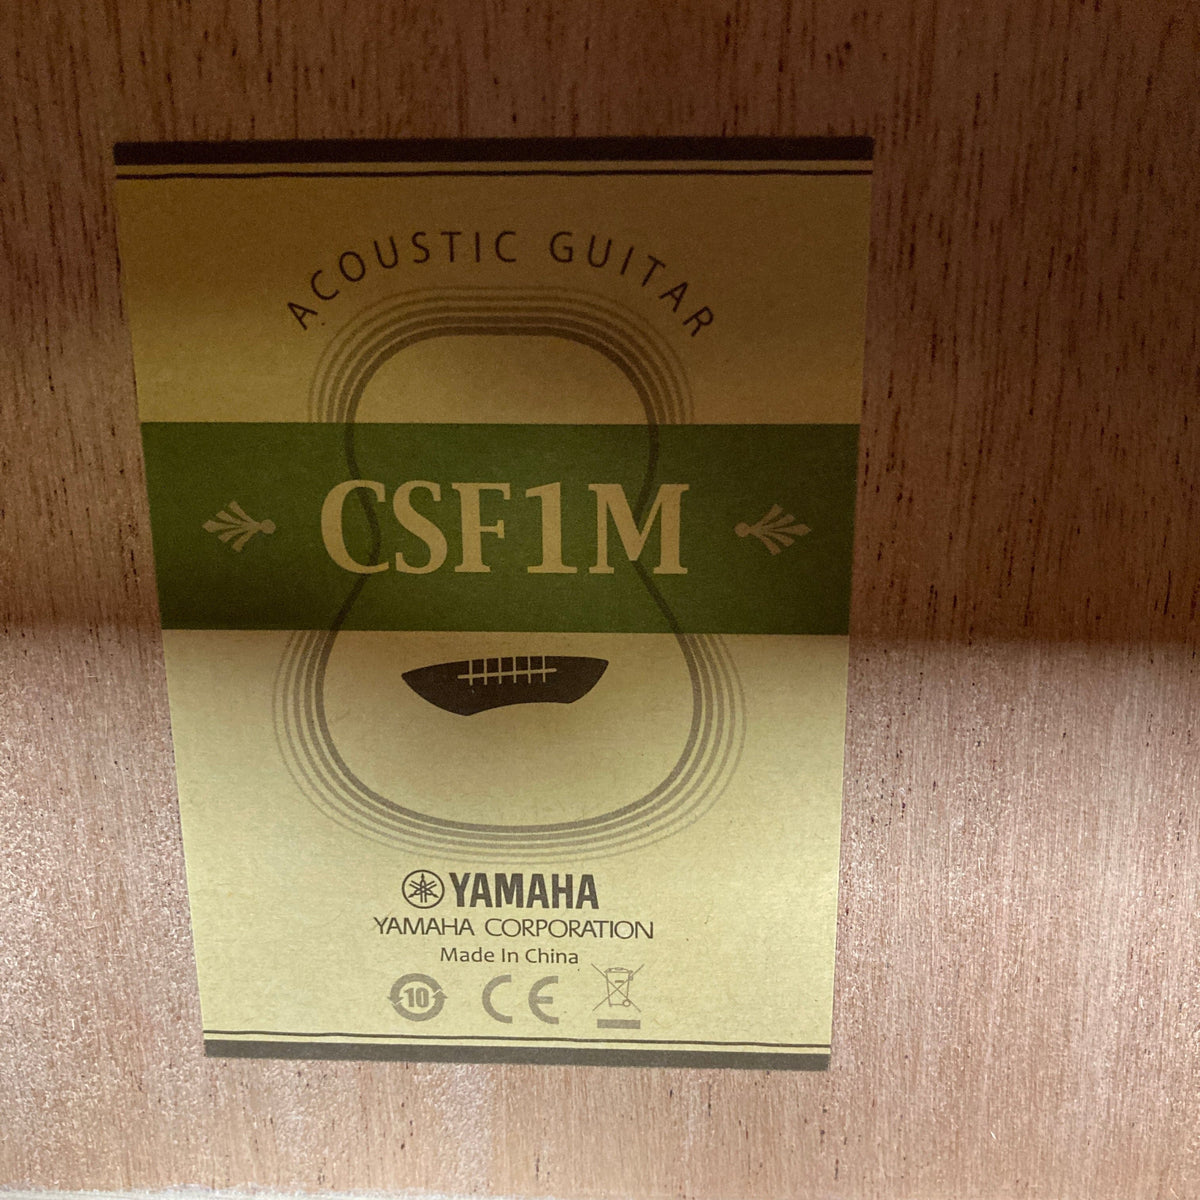 ACOUSTIC GUITAR
CSF1M
YAMAHA
YAMAHA CORPORATION
Made In China
10 CE